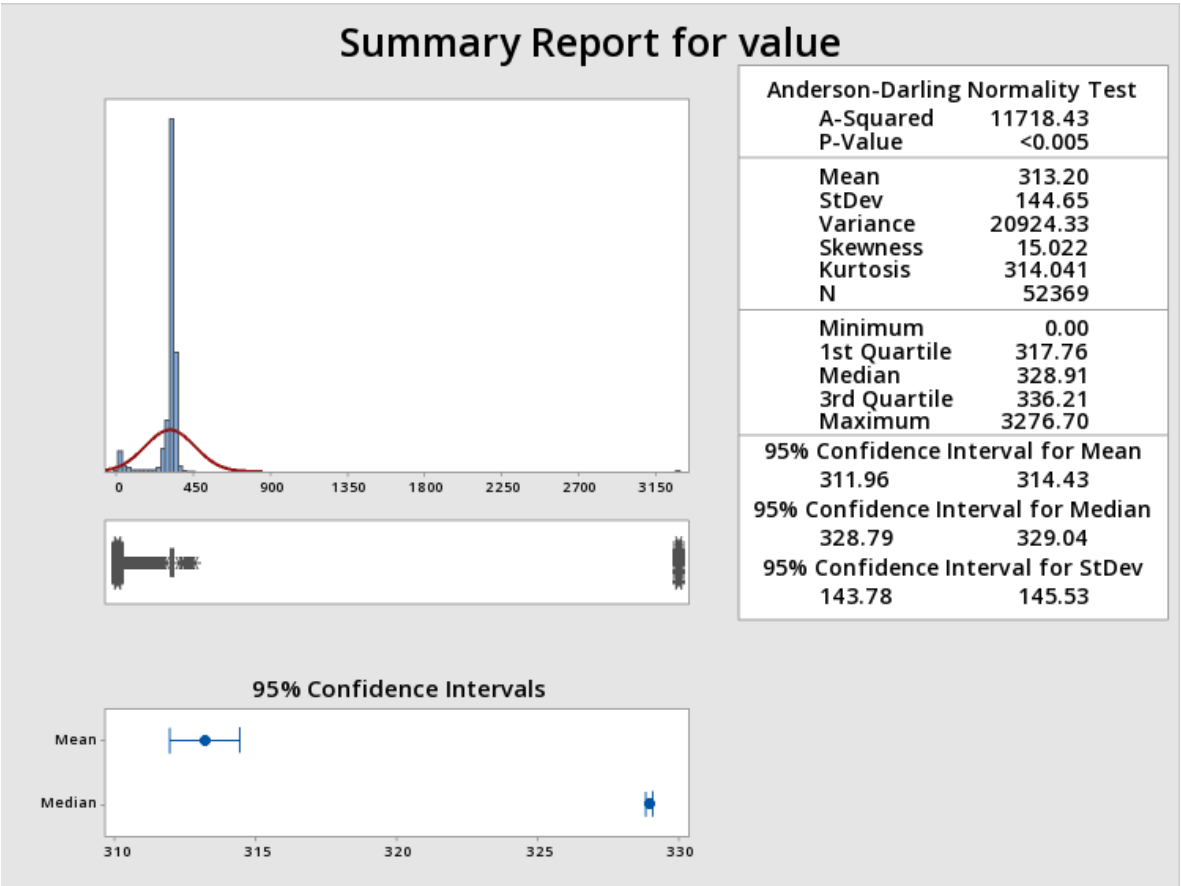 Summary Report for value
0 450 900 1350 1800 2250 2700 3150
Anderson-Darling Normality Test
A-Squared 11718.43
P-Value <0.005
Mean 313.20
StDev 144.65
Variance 20924.33
Skewness 15.022
Kurtosis 314.041
N 52369
Minimum 0.00
1st Quartile 317.76
Median 328.91
3rd Quartile 336.21
Maximum 3276.70
95% Confidence Interval for Mean
311.96 314.43
95% Confidence Interval for Median
328.79 329.04
95% Confidence Interval for StDev
143.78 145.53
95% Confidence Intervals
Mean
Median
310 315 320 325 330